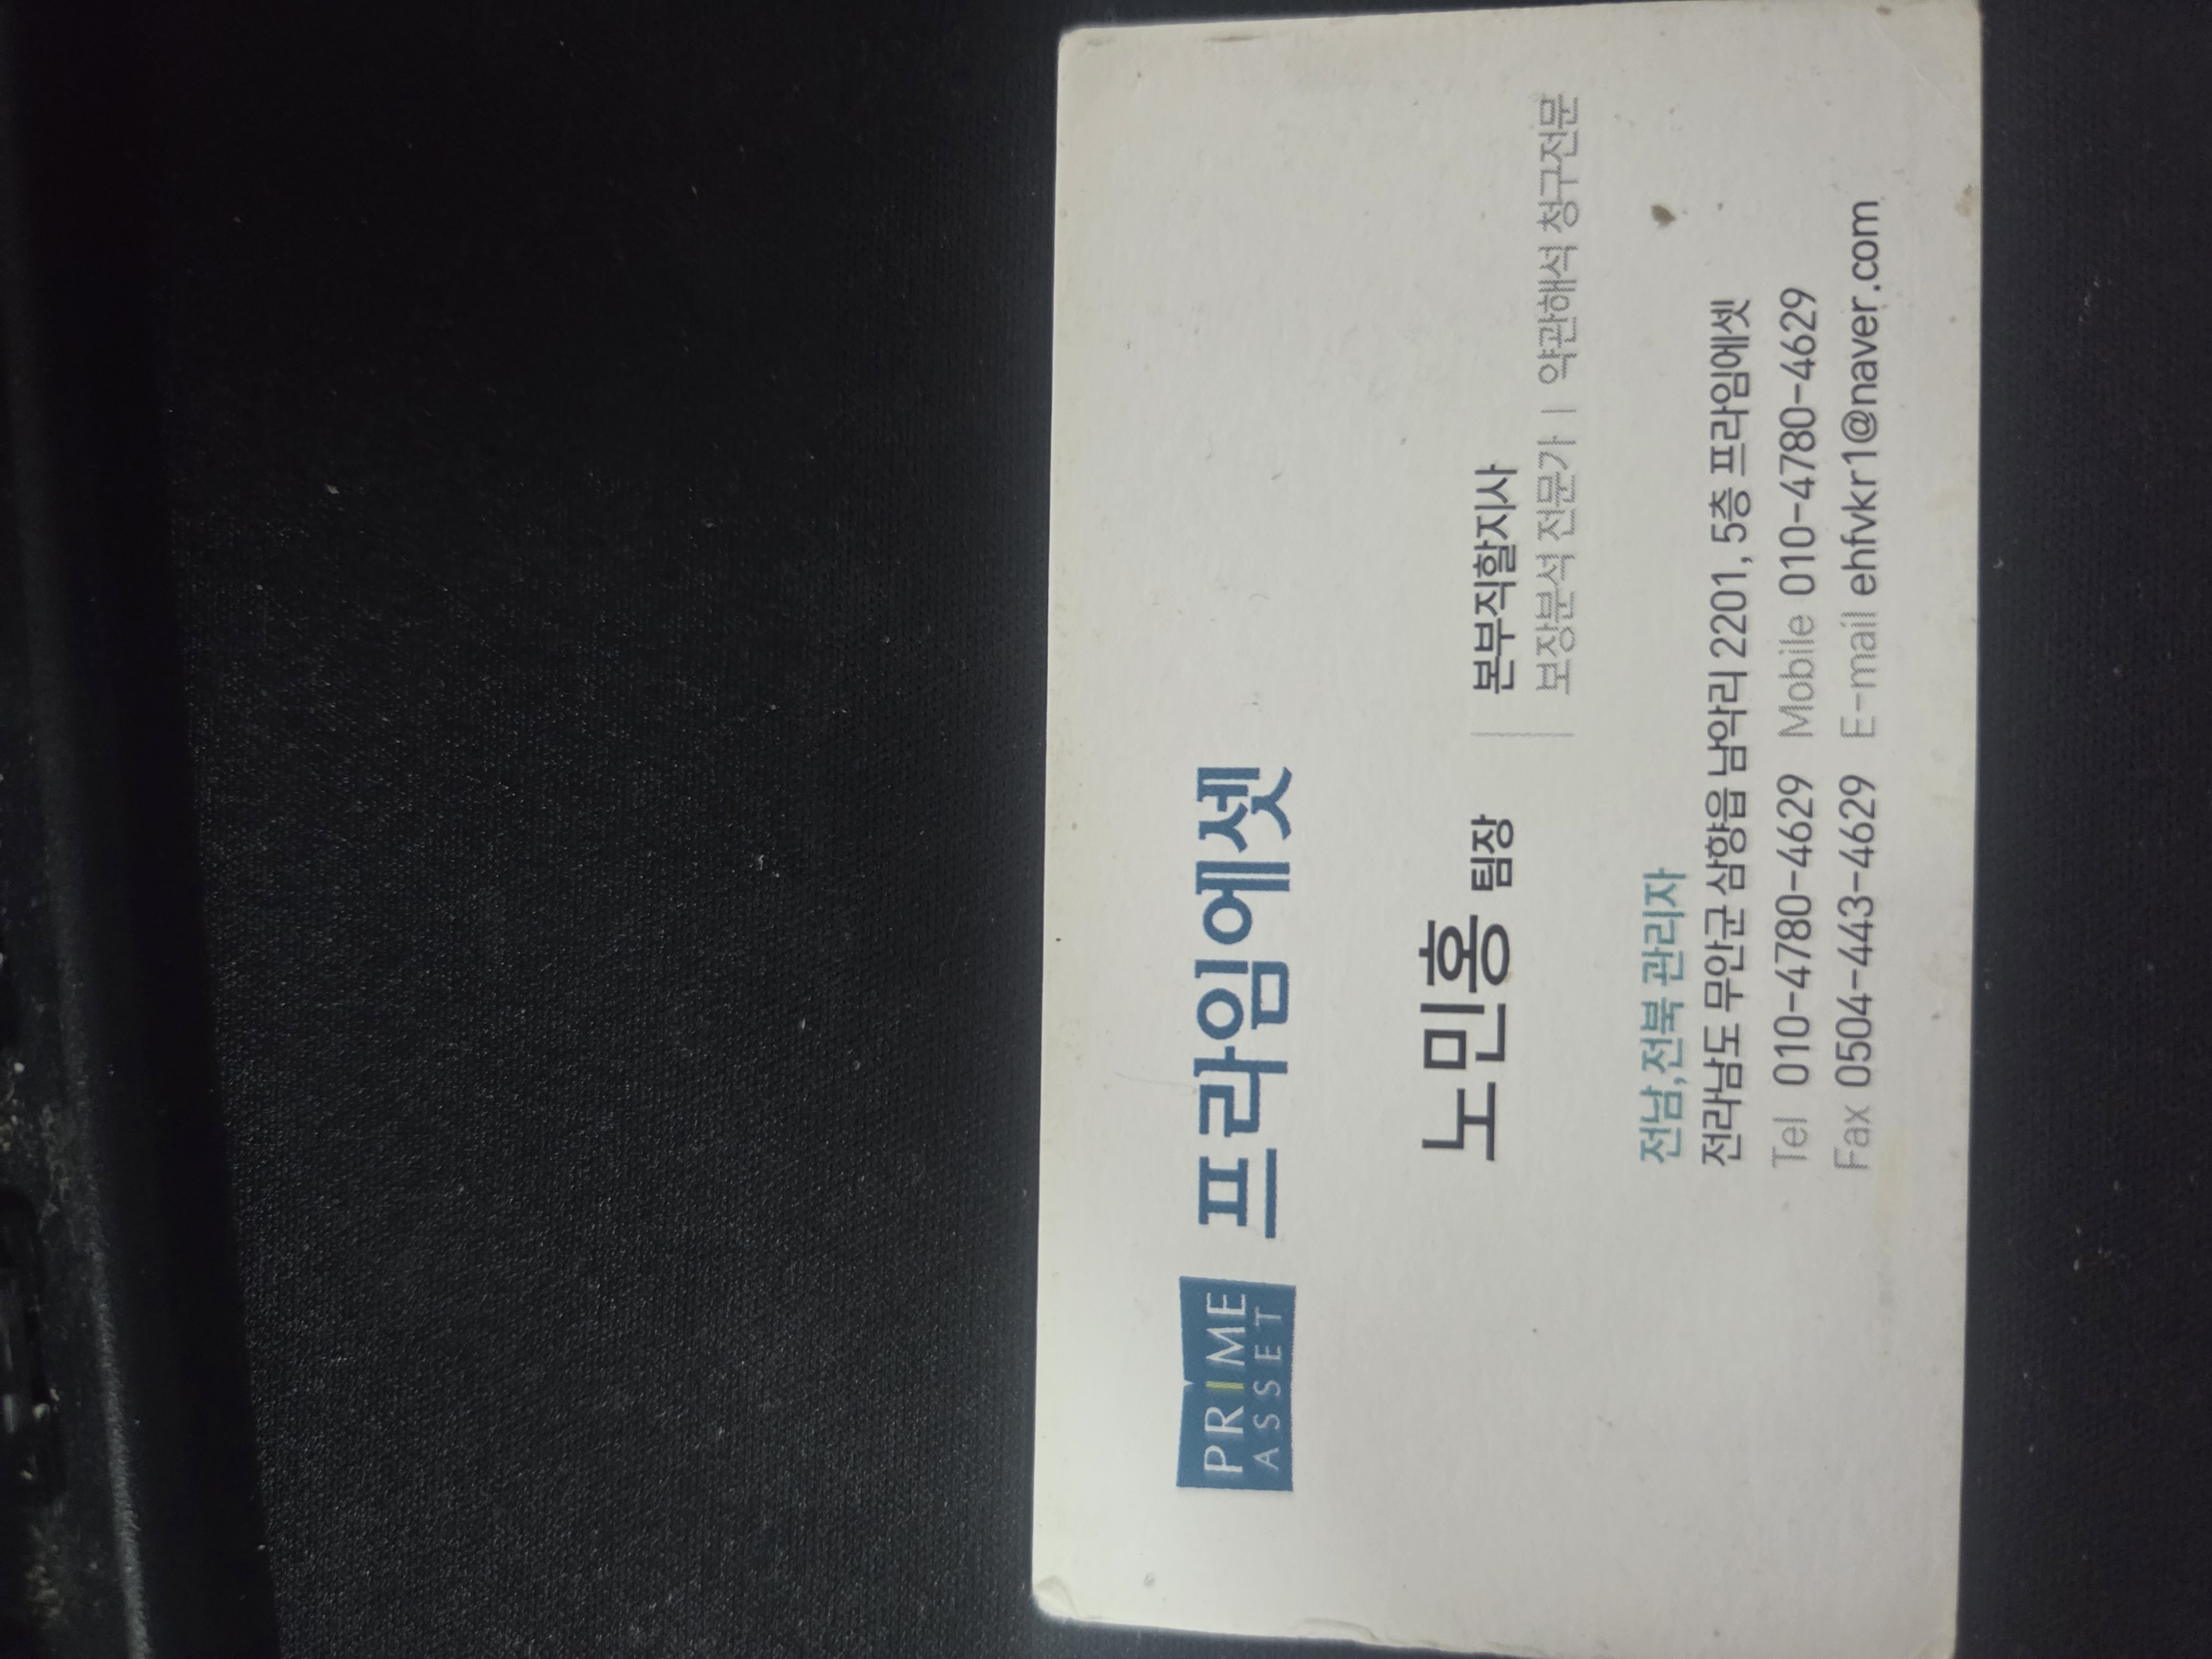 PRIME
ASSET
프라임에셋
노민홍 팀장
본부직할지사
보장분석 전문가 | 약관해석 청구전문
전남,전북 관리자
전라남도 무안군 삼향읍 남악리 2201, 5층 프라임에셋
Tel 010-4780-4629 Mobile 010-4780-4629
Fax 0504-443-4629 E-mail ehfvkr1@naver.com